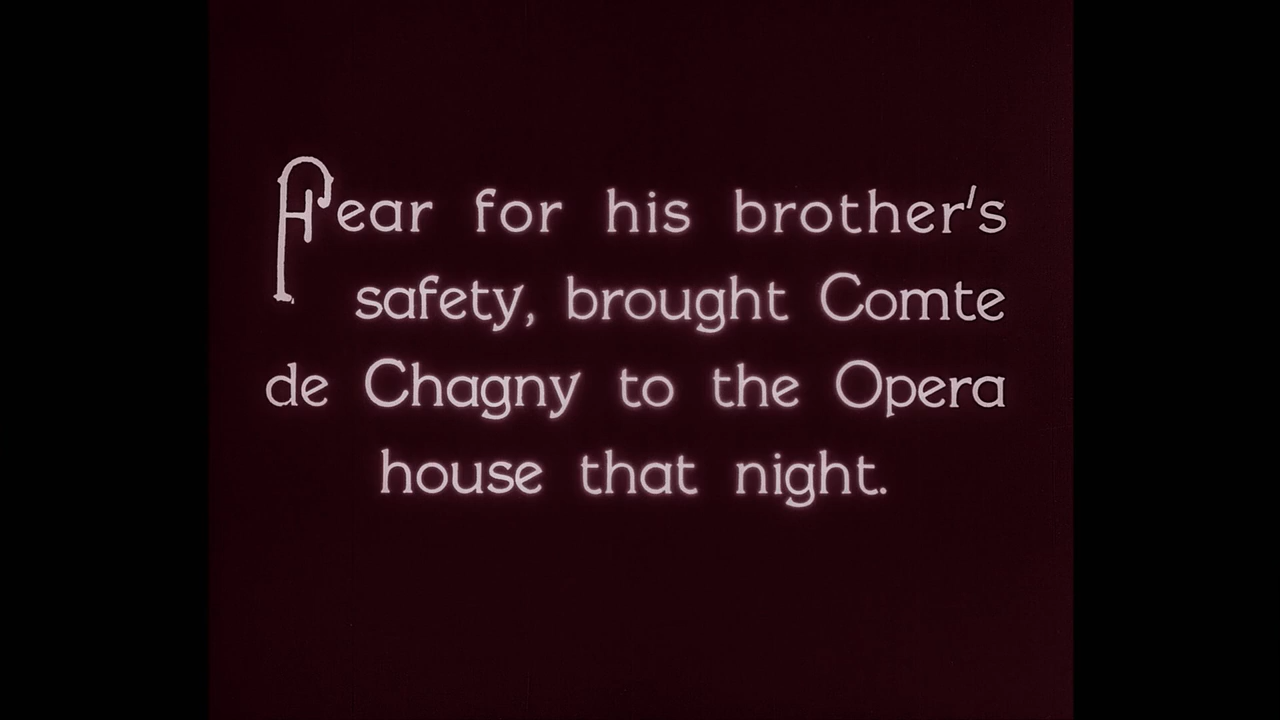 Fear for his brother's
safety, brought Comte
de Chagny to the Opera
house that night.